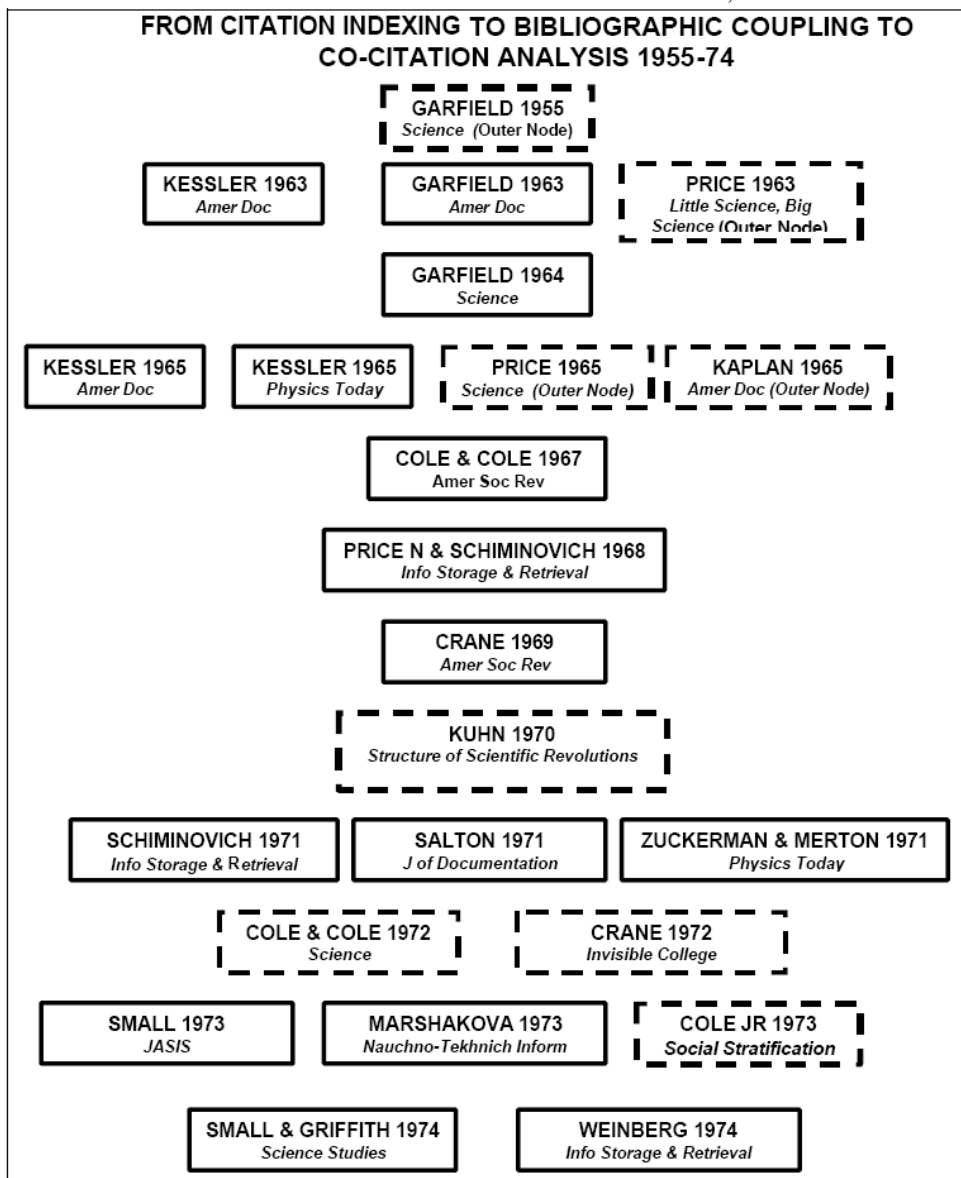 FROM CITATION INDEXING TO BIBLIOGRAPHIC COUPLING TO
CO-CITATION ANALYSIS 1955-74
GARFIELD 1955
Science (Outer Node)
KESSLER 1963
Amer Doc
GARFIELD 1963
Amer Doc
PRICE 1963
Little Science, Big
Science (Outer Node)
GARFIELD 1964
Science
KESSLER 1965
Amer Doc
KESSLER 1965
Physics Today
PRICE 1965
Science (Outer Node)
KAPLAN 1965
Amer Doc (Outer Node)
COLE & COLE 1967
Amer Soc Rev
PRICE N & SCHIMINOVICH 1968
Info Storage & Retrieval
CRANE 1969
Amer Soc Rev
KUHN 1970
Structure of Scientific Revolutions
SCHIMINOVICH 1971
Info Storage & Retrieval
SALTON 1971
J of Documentation
ZUCKERMAN & MERTON 1971
Physics Today
COLE & COLE 1972
Science
CRANE 1972
Invisible College
SMALL 1973
JASIS
MARSHAKOVA 1973
Nauchno-Tekhnich Inform
COLE JR 1973
Social Stratification
SMALL & GRIFFITH 1974
Science Studies
WEINBERG 1974
Info Storage & Retrieval